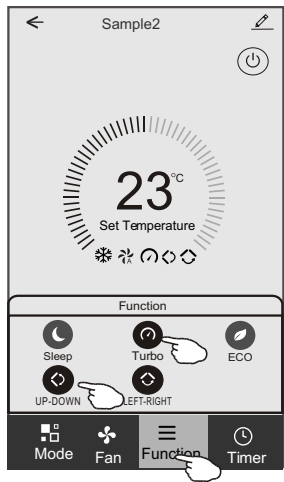 Sample2
23°C
Set Temperature
A
Function
Sleep Turbo ECO
UP-DOWN LEFT-RIGHT
Mode Fan Function Timer